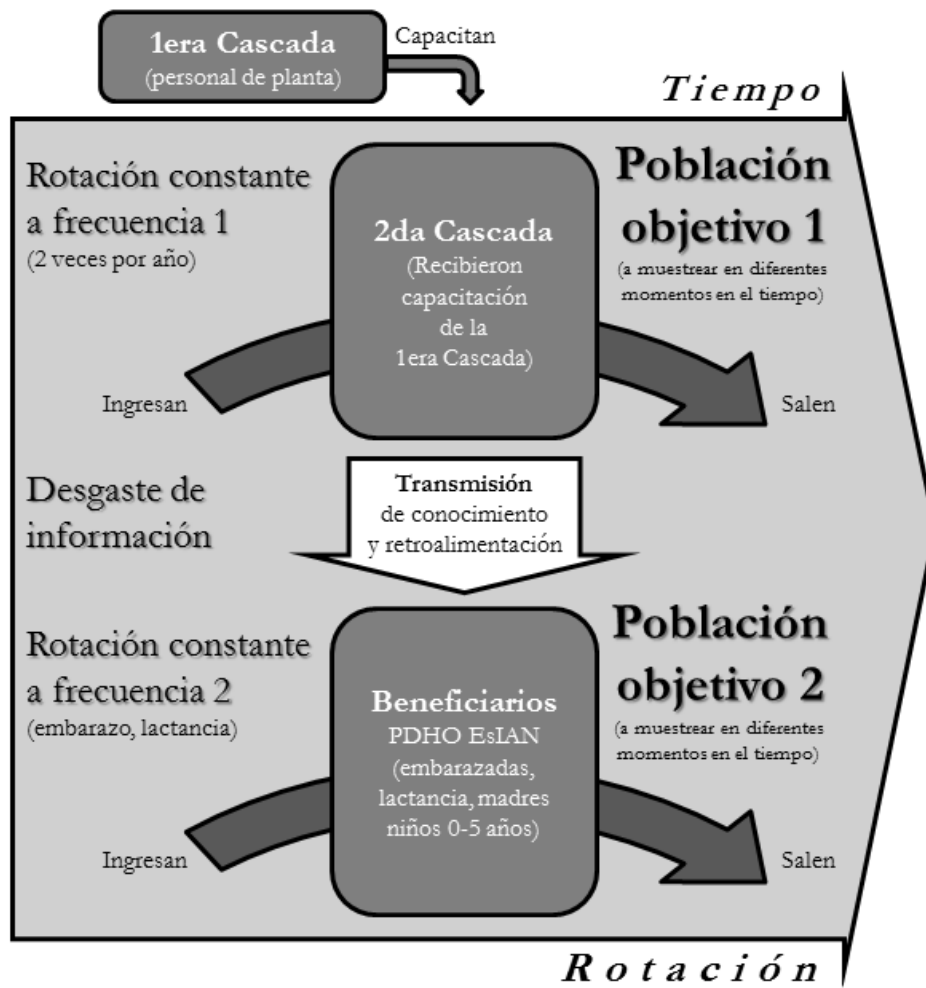 1era Cascada
(personal de planta)
Capacitan
Tiempo
Rotación constante
a frecuencia 1
(2 veces por año)
2da Cascada
(Recibieron
capacitación
de la
1era Cascada)
Población
objetivo 1
(a muestrear en diferentes
momentos en el tiempo)
Ingresan
Salen
Desgaste de
información
Transmisión
de conocimiento
y retroalimentación
Rotación constante
a frecuencia 2
(embarazo, lactancia)
Beneficiarios
PDHO EsIAN
(embarazadas,
lactancia, madres
niños 0-5 años)
Población
objetivo 2
(a muestrear en diferentes
momentos en el tiempo)
Ingresan
Salen
Rotación